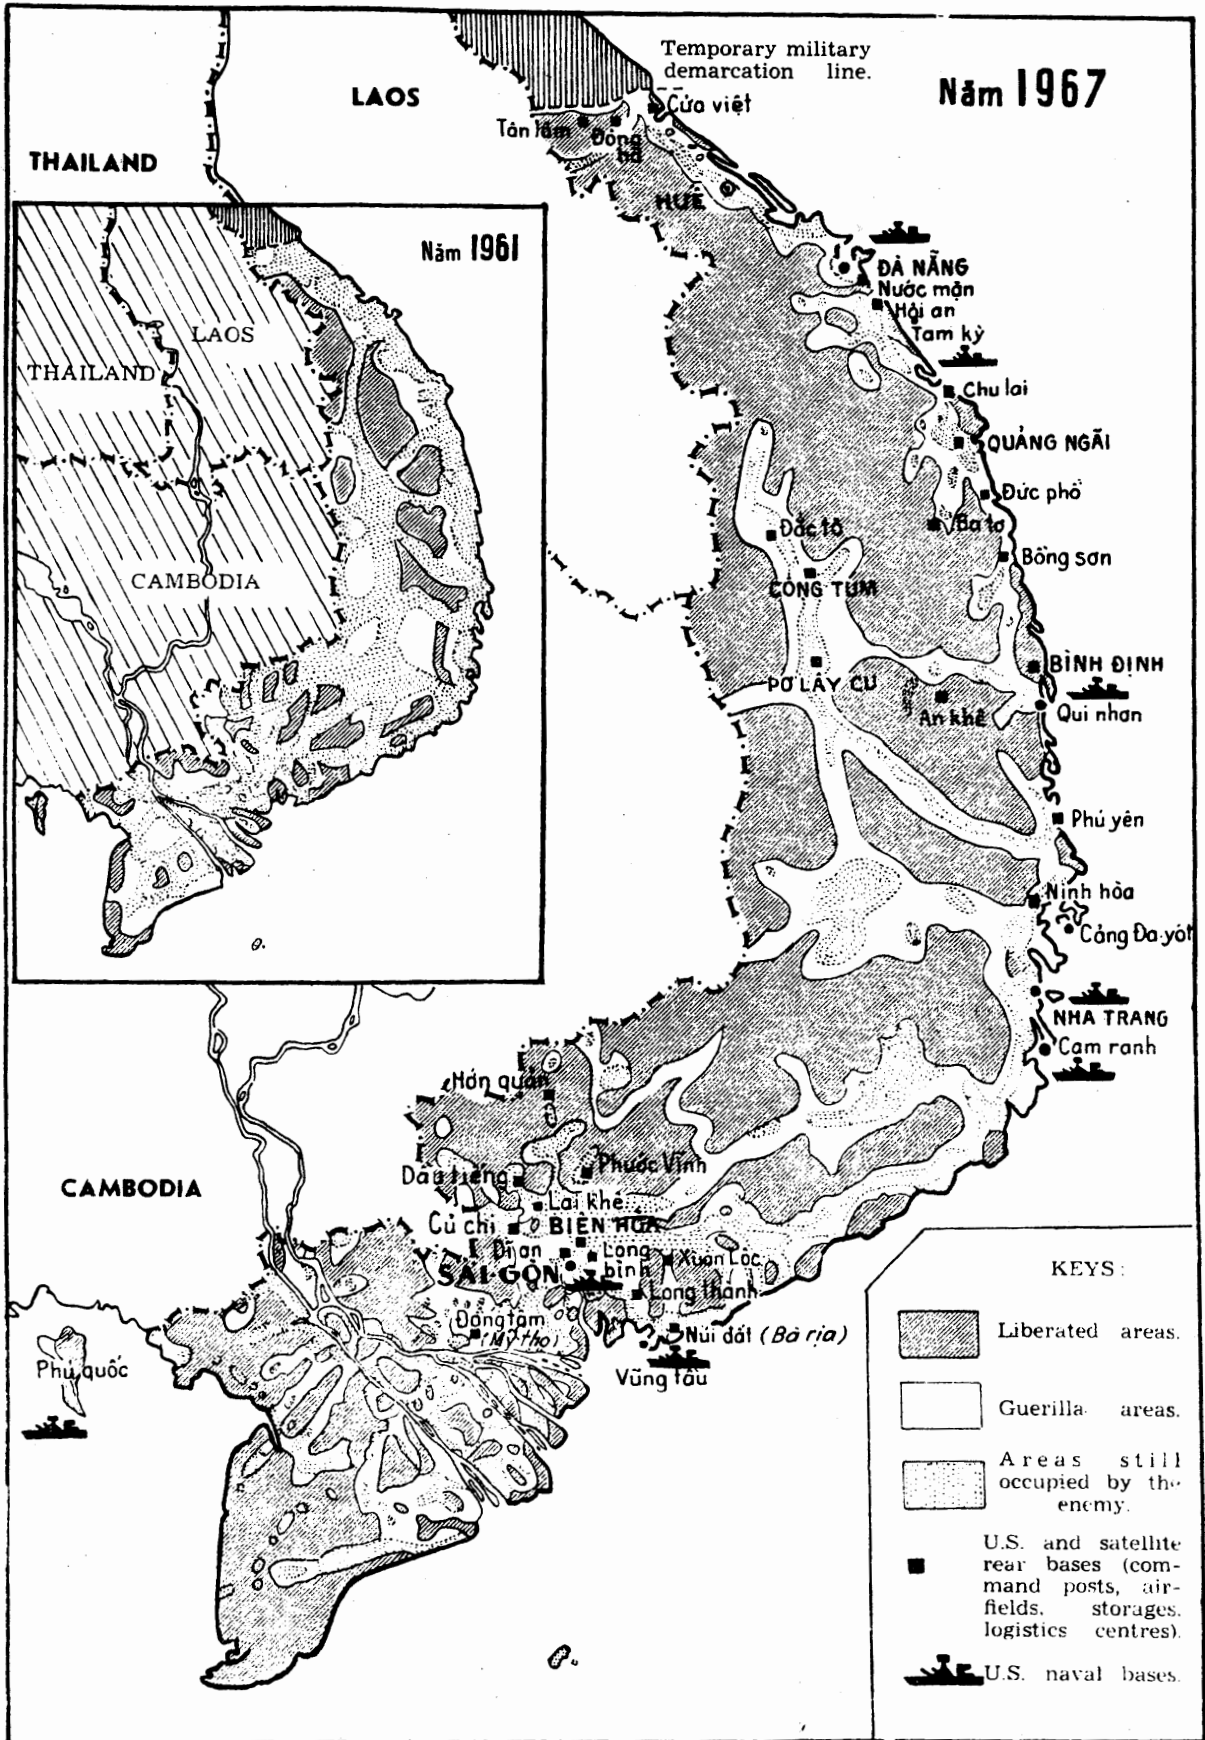 Temporary military
demarcation line.
Năm 1967
LAOS
THAILAND
Cửa việt
Tân lâm
Đông
hà
HUẾ
ĐÀ NẴNG
Nước mặn
Hội an
Tam kỳ
Chu lai
QUẢNG NGÃI
Đức phổ
Ba tơ
Bồng sơn
Đắc tô
CÔNG TUM
BÌNH ĐỊNH
PƠ LÂY CU
An khê
Qui nhơn
Phú yên
Ninh hòa
Cảng Đa-yót
NHA TRANG
Cam ranh
Năm 1961
LAOS
THAILAND
CAMBODIA
Hớn quản
Dầu tiếng
Phước Vĩnh
Lai khê
Củ chi
BIÊN HÒA
Dĩ an
Long
bình
Xuân Lộc
SÀI-GÒN
Long thành
Đồng tâm
(Mỹ tho)
Núi đất (Bà rịa)
Vũng tầu
CAMBODIA
Phú quốc
KEYS :
Liberated areas.
Guerilla areas.
Areas still
occupied by the
enemy.
U.S. and satellite
rear bases (com-
mand posts, air-
fields, storages,
logistics centres).
U.S. naval bases.